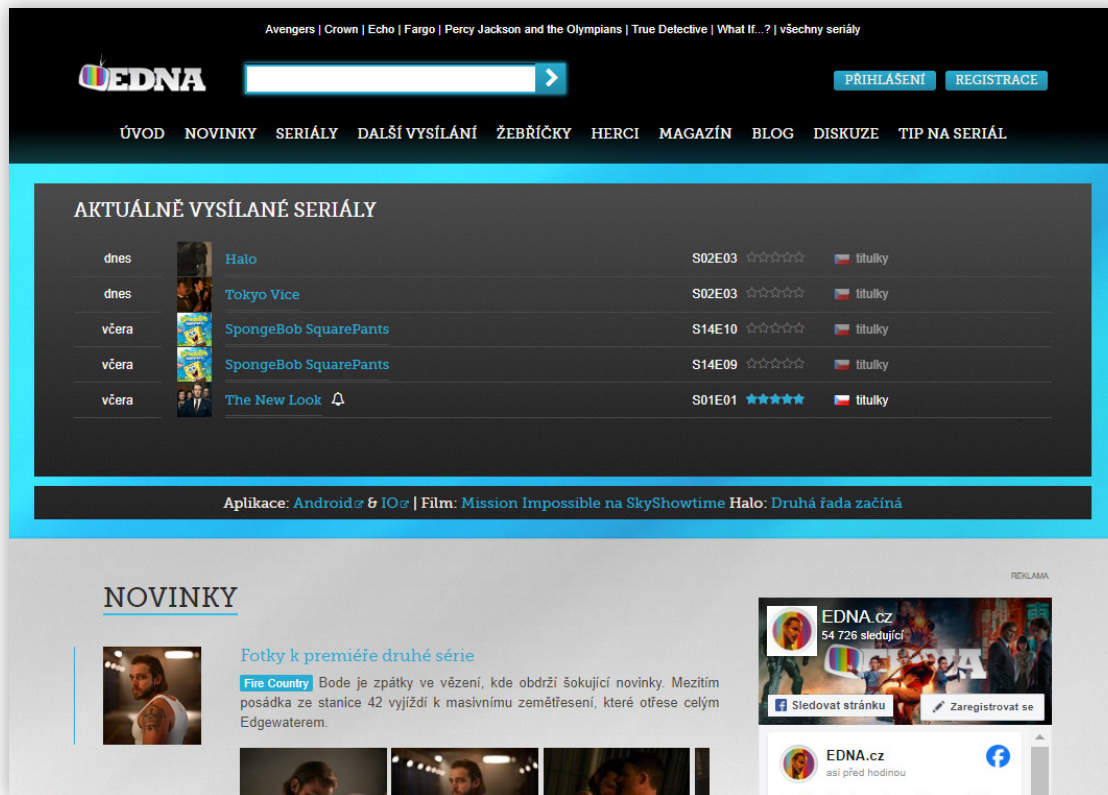 Avengers | Crown | Echo | Fargo | Percy Jackson and the Olympians | True Detective | What If...? | všechny seriály
EDNA
PŘIHLÁŠENÍ REGISTRACE
ÚVOD NOVINKY SERIÁLY DALŠÍ VYSÍLÁNÍ ŽEBŘÍČKY HERCI MAGAZÍN BLOG DISKUZE TIP NA SERIÁL
AKTUÁLNĚ VYSÍLANÉ SERIÁLY
dnes Halo S02E03 titulky
dnes Tokyo Vice S02E03 titulky
včera SpongeBob SquarePants S14E10 titulky
včera SpongeBob SquarePants S14E09 titulky
včera The New Look S01E01 titulky
Aplikace: Android & IO | Film: Mission Impossible na SkyShowtime Halo: Druhá řada začíná
REKLAMA
NOVINKY
Fotky k premiéře druhé série
Fire Country Bode je zpátky ve vězení, kde obdrží šokující novinky. Mezitím
posádka ze stanice 42 vyjíždí k masivnímu zemětřesení, které otřese celým
Edgewaterem.
EDNA.cz
54 726 sledující
EDNA
Sledovat stránku Zaregistrovat se
EDNA.cz
asi před hodinou